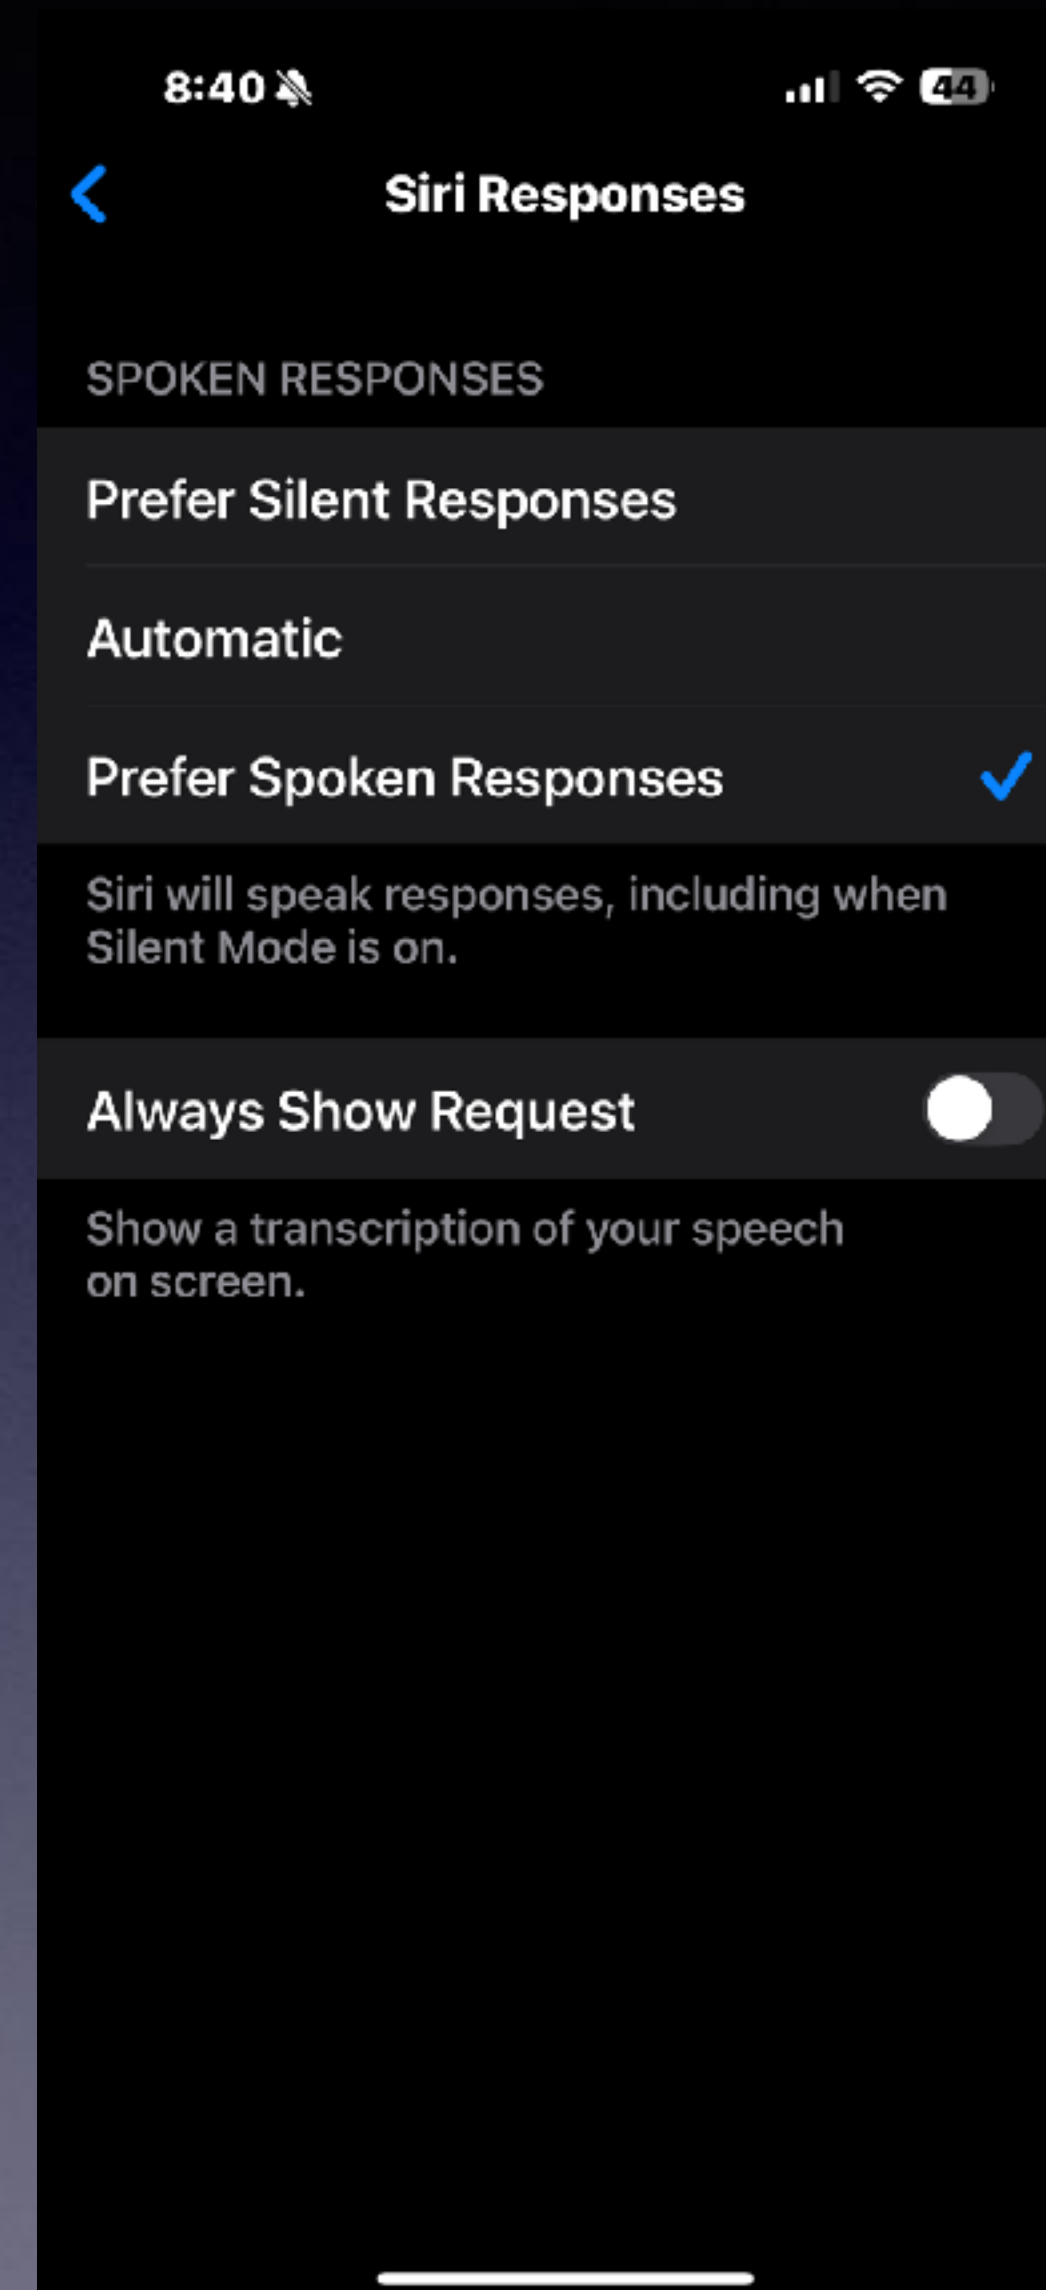 8:40
44
Siri Responses
SPOKEN RESPONSES
Prefer Silent Responses
Automatic
Prefer Spoken Responses
Siri will speak responses, including when
Silent Mode is on.
Always Show Request
Show a transcription of your speech
on screen.